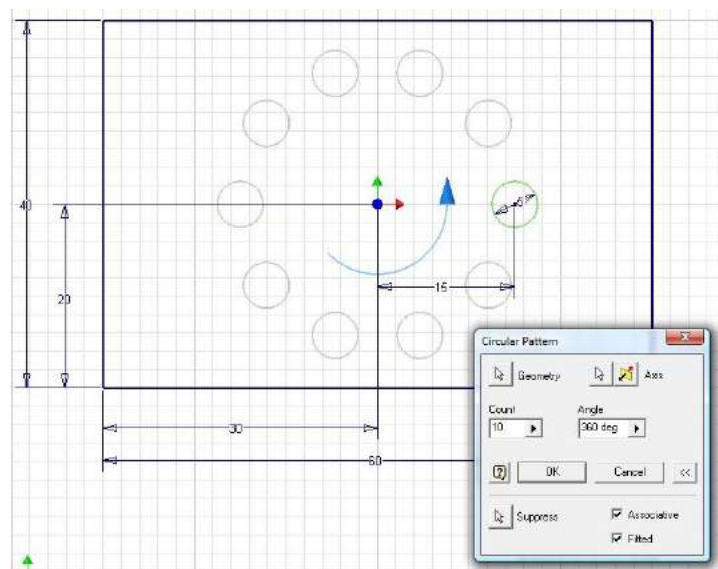 40
5
15
20
Circular Pattern
Geometry
Axis
Count
Angle
10
360 deg
30
OK
Cancel
<<
60
Suppress
Associative
Fitted